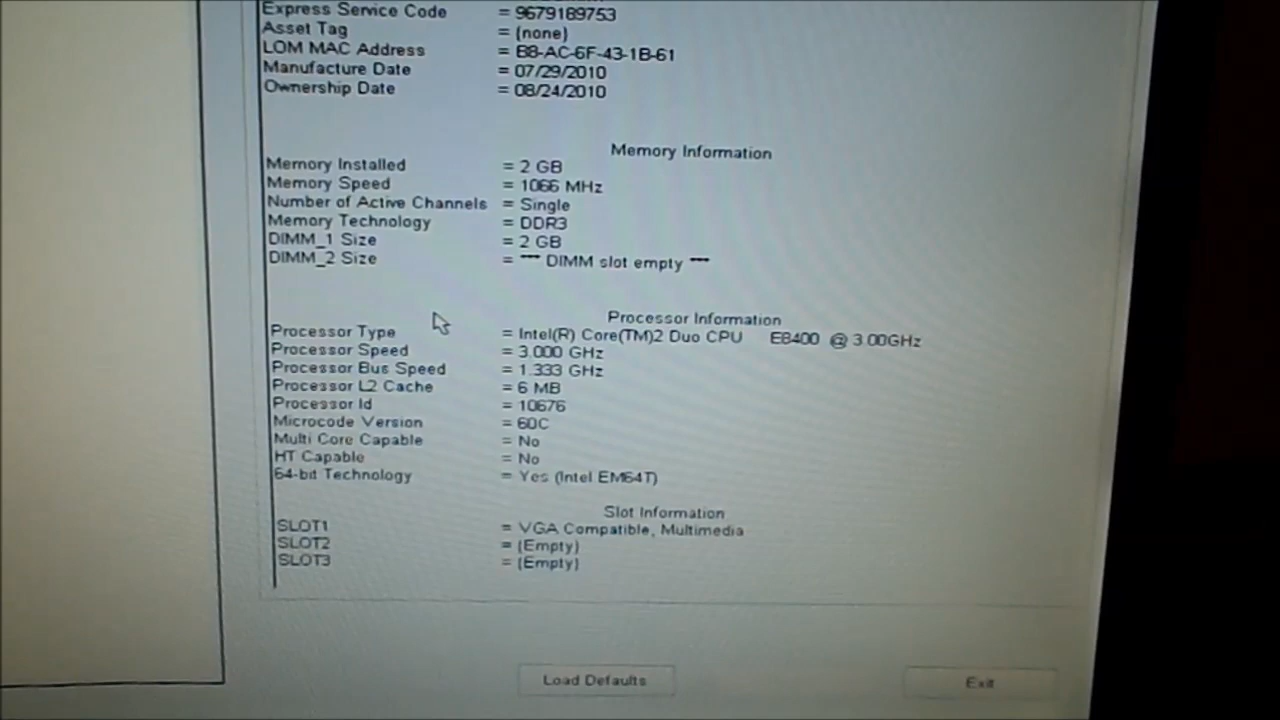 Express Service Code = 9679189753
Asset Tag = (none)
LOM MAC Address = B8-AC-6F-43-1B-61
Manufacture Date = 07/29/2010
Ownership Date = 08/24/2010
Memory Information
Memory Installed = 2 GB
Memory Speed = 1066 MHz
Number of Active Channels = Single
Memory Technology = DDR3
DIMM_1 Size = 2 GB
DIMM_2 Size = *** DIMM slot empty ***
Processor Information
Processor Type = Intel(R) Core(TM)2 Duo CPU E8400 @ 3.00GHz
Processor Speed = 3.000 GHz
Processor Bus Speed = 1.333 GHz
Processor L2 Cache = 6 MB
Processor Id = 10676
Microcode Version = 60C
Multi Core Capable = No
HT Capable = No
64-bit Technology = Yes (Intel EM64T)
Slot Information
SLOT1 = VGA Compatible, Multimedia
SLOT2 = (Empty)
SLOT3 = (Empty)
Load Defaults Exit